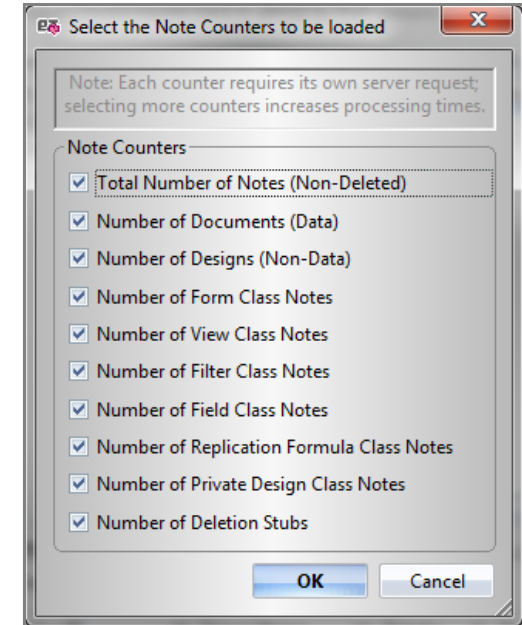 Select the Note Counters to be loaded
Note: Each counter requires its own server request;
selecting more counters increases processing times.
Note Counters
Total Number of Notes (Non-Deleted)
Number of Documents (Data)
Number of Designs (Non-Data)
Number of Form Class Notes
Number of View Class Notes
Number of Filter Class Notes
Number of Field Class Notes
Number of Replication Formula Class Notes
Number of Private Design Class Notes
Number of Deletion Stubs
OK Cancel